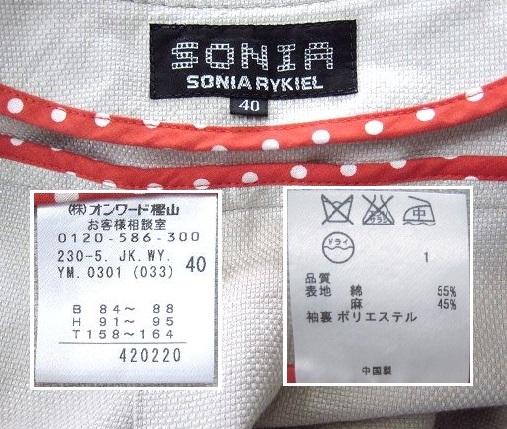 SONIA
SONIA RYKIEL
40
(株)オンワード樫山
お客様相談室
0120-586-300
230-5. JK. WY.
YM. 0301 (033) 40
B 84〜 88
H 91〜 95
T 158〜164
420220
ドライ
中
1
品質
表地 綿 55%
麻 45%
袖裏 ポリエステル
中国製